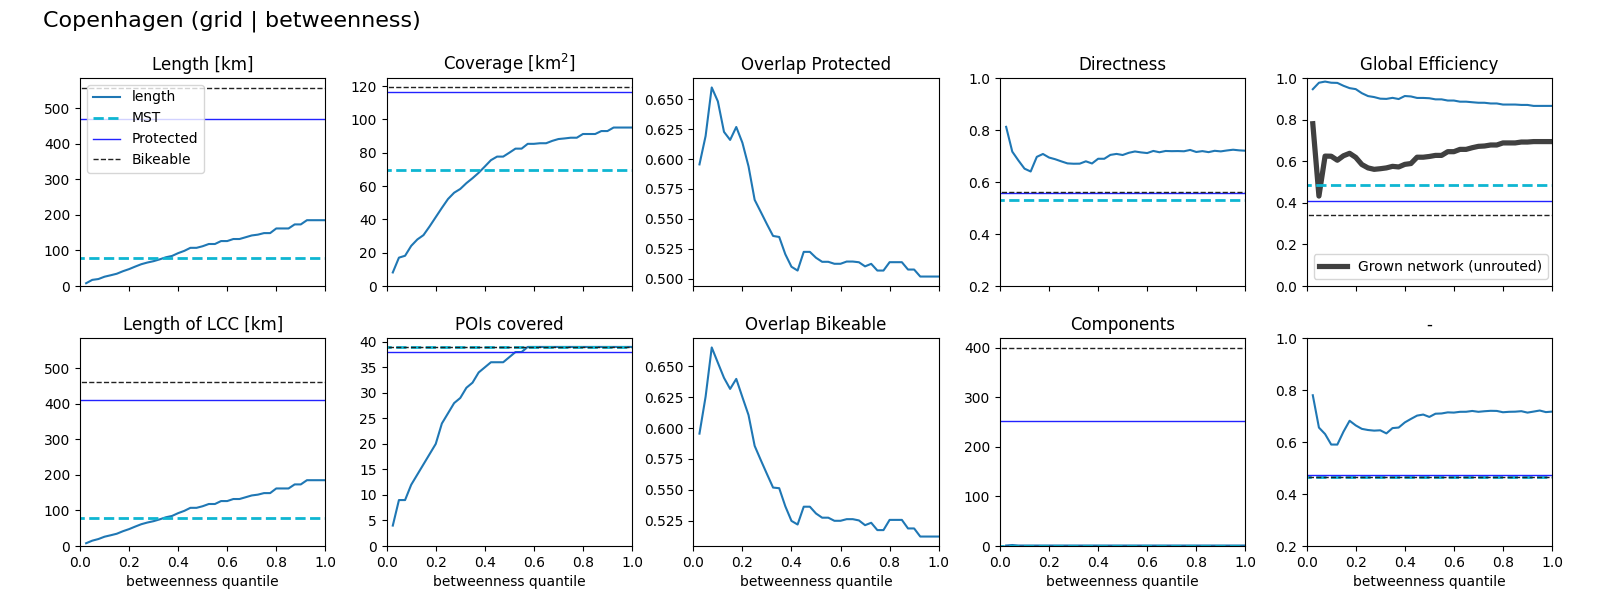 Copenhagen (grid | betweenness)
Length [km]
Coverage [km²]
Overlap Protected
Directness
Global Efficiency
length
MST
Protected
Bikeable
Grown network (unrouted)
500
400
300
200
100
0
120
100
80
60
40
20
0
0.650
0.625
0.600
0.575
0.550
0.525
0.500
1.0
0.8
0.6
0.4
0.2
1.0
0.8
0.6
0.4
0.2
0.0
Length of LCC [km]
POIs covered
Overlap Bikeable
Components
-
500
400
300
200
100
0
40
35
30
25
20
15
10
5
0
0.650
0.625
0.600
0.575
0.550
0.525
400
300
200
100
0
1.0
0.8
0.6
0.4
0.2
0.0 0.2 0.4 0.6 0.8 1.0
0.0 0.2 0.4 0.6 0.8 1.0
0.0 0.2 0.4 0.6 0.8 1.0
0.0 0.2 0.4 0.6 0.8 1.0
0.0 0.2 0.4 0.6 0.8 1.0
betweenness quantile
betweenness quantile
betweenness quantile
betweenness quantile
betweenness quantile